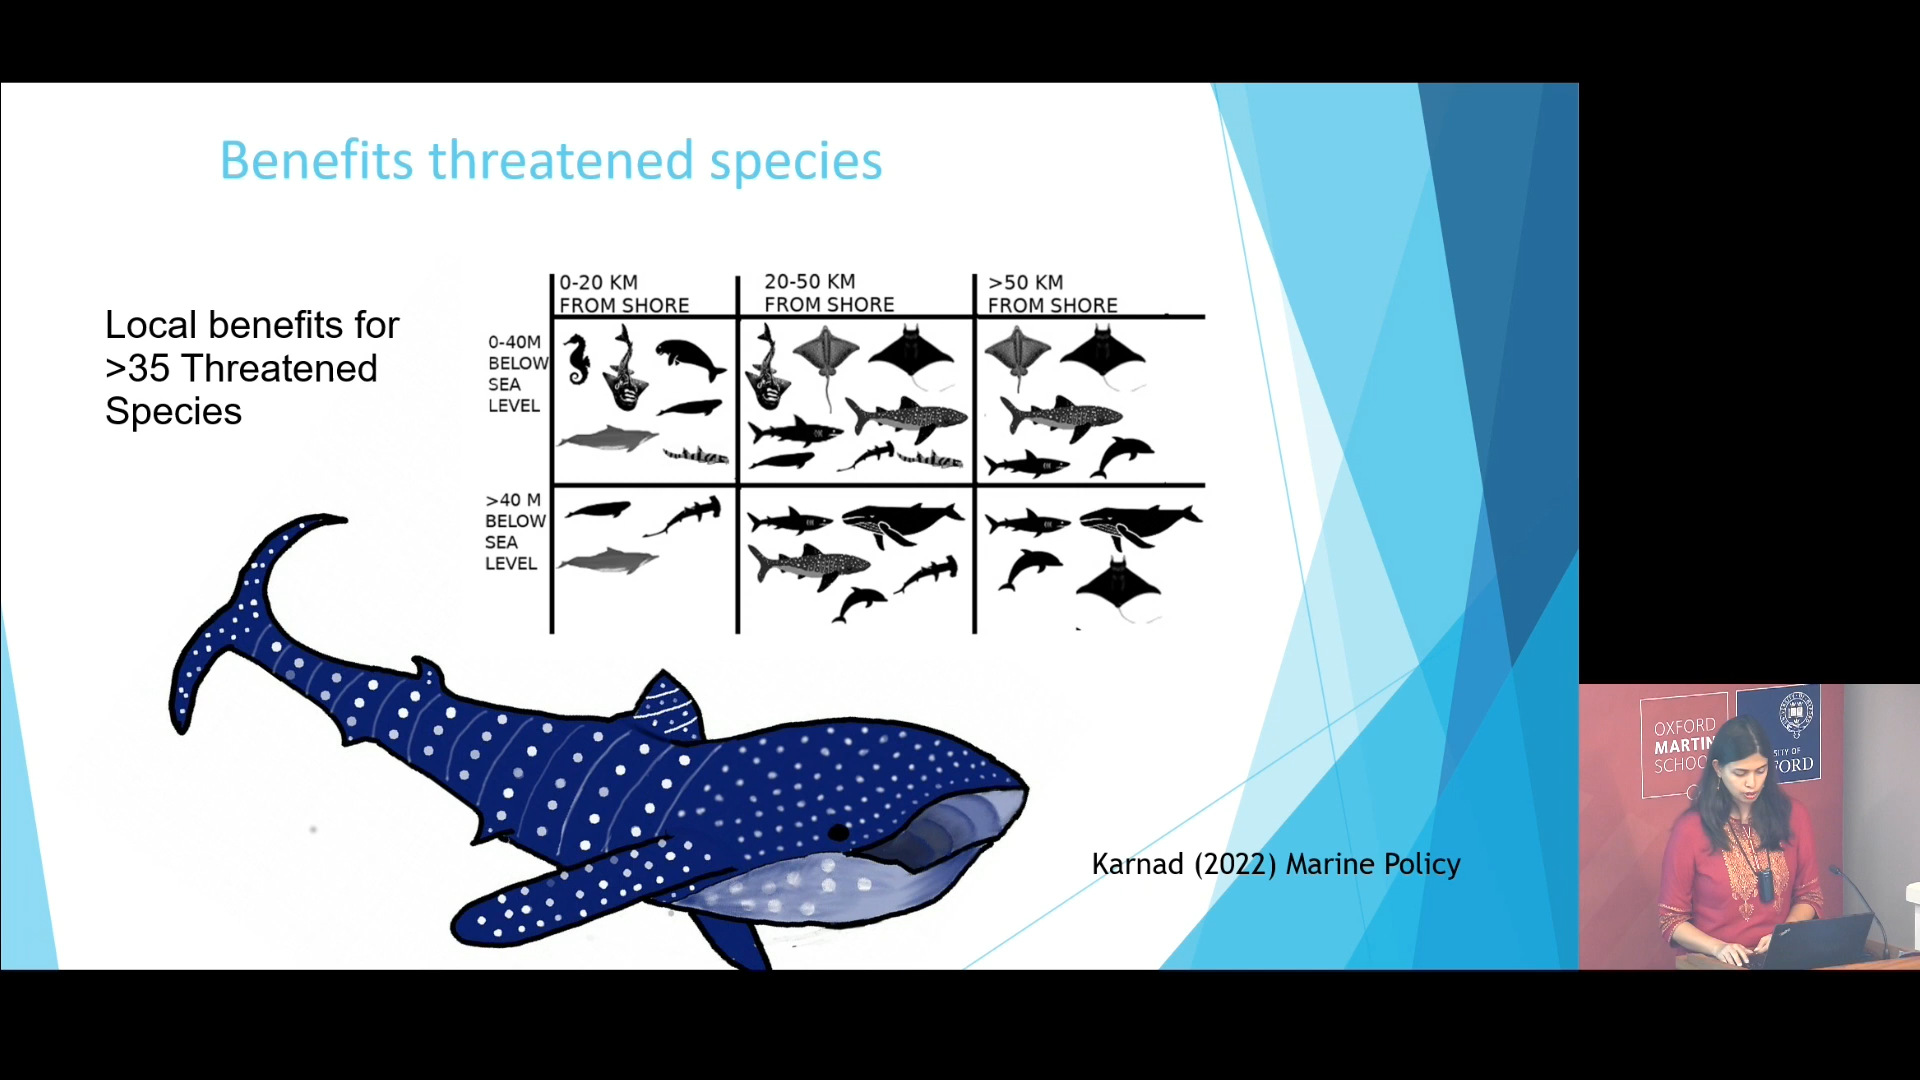 Benefits threatened species
Local benefits for
>35 Threatened
Species
0-20 KM
FROM SHORE
20-50 KM
FROM SHORE
>50 KM
FROM SHORE
0-40M
BELOW
SEA
LEVEL
>40 M
BELOW
SEA
LEVEL
Karnad (2022) Marine Policy
OXFORD
MARTIN